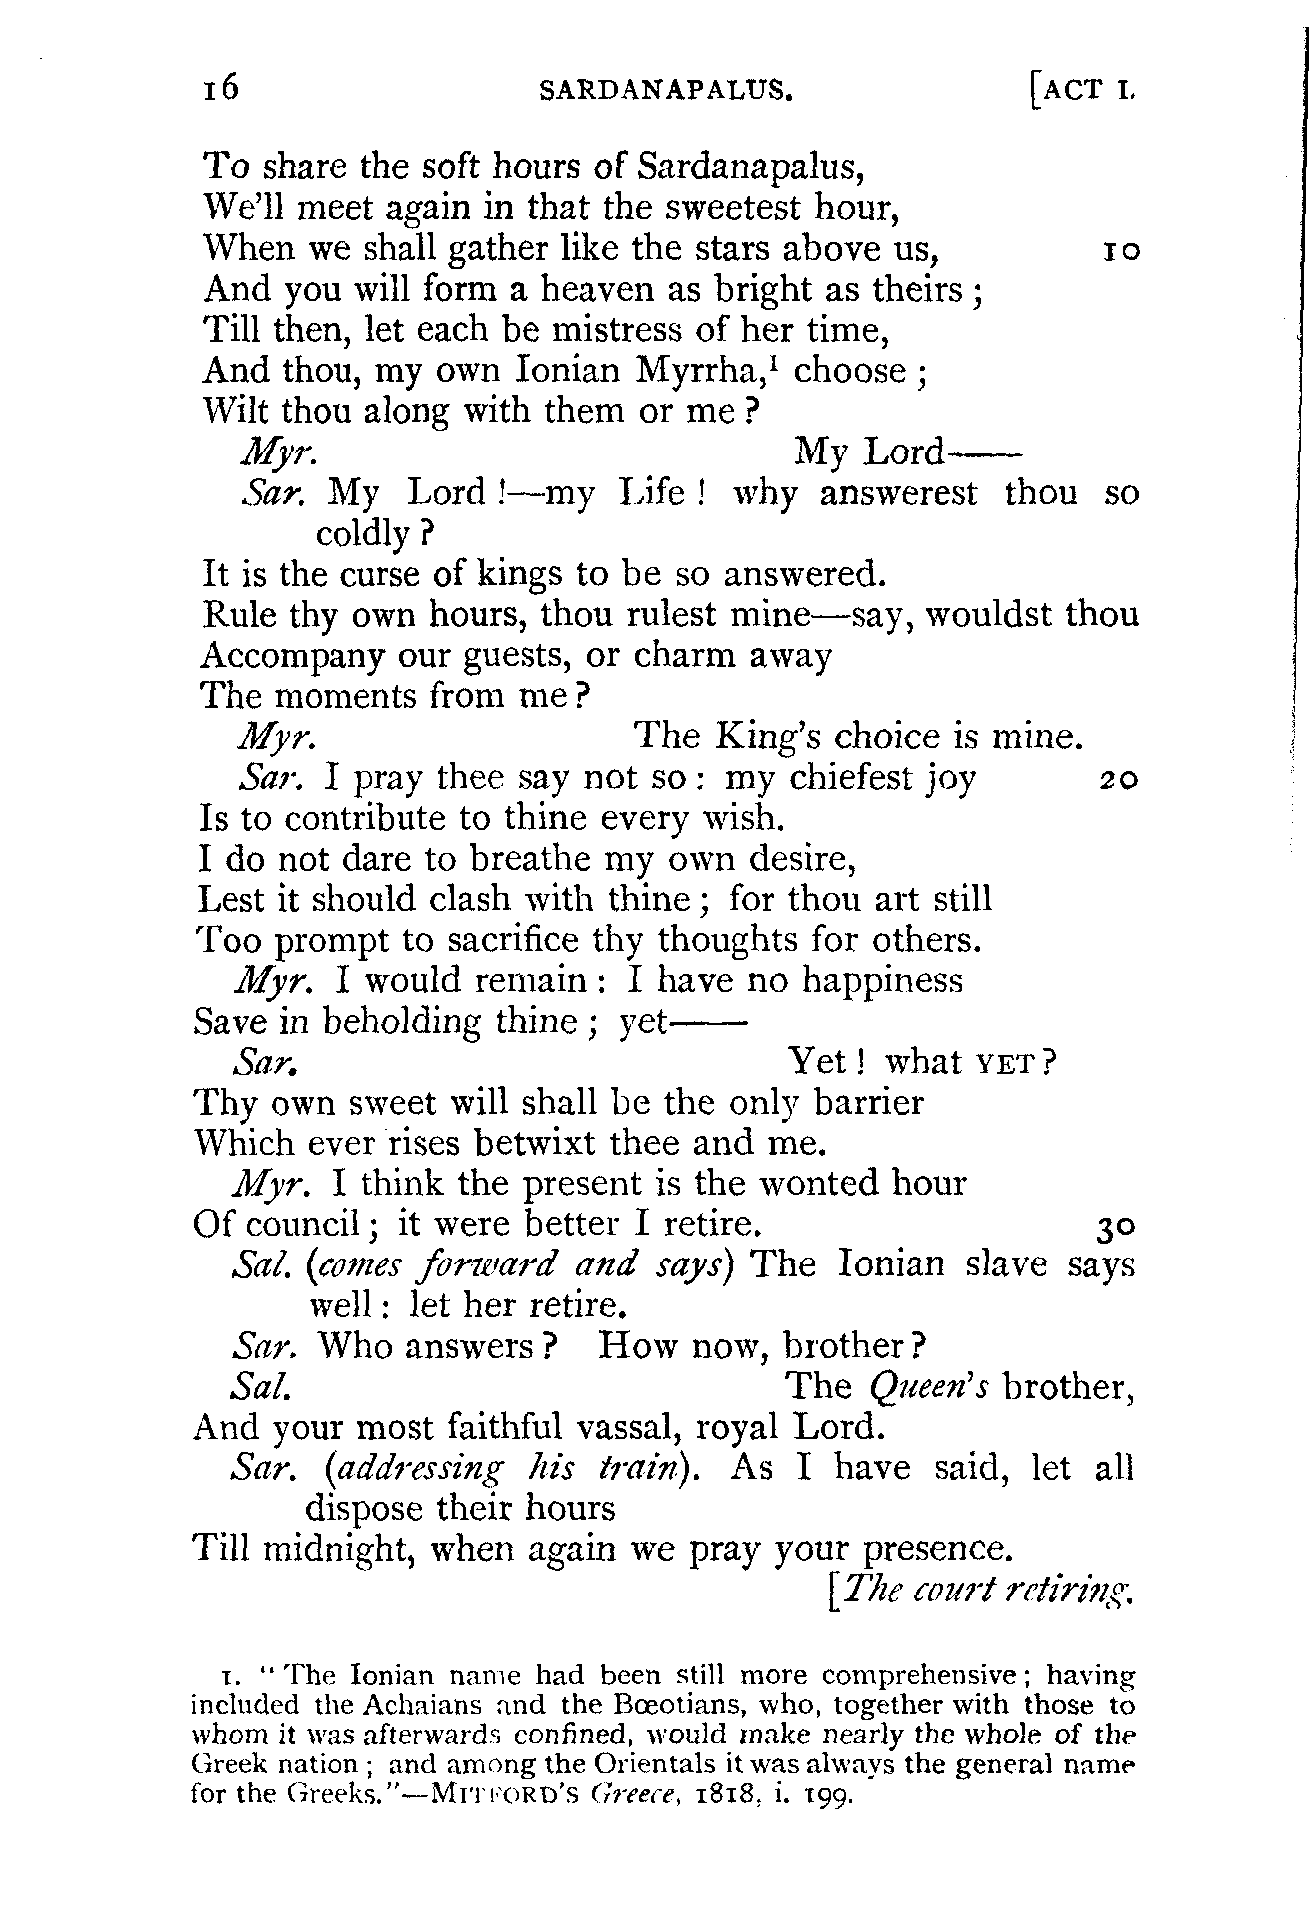 16 SARDANAPALUS. [ACT I.
To share the soft hours of Sardanapalus,
We'll meet again in that the sweetest hour,
When we shall gather like the stars above us, 10
And you will form a heaven as bright as theirs ;
Till then, let each be mistress of her time,
And thou, my own Ionian Myrrha,¹ choose ;
Wilt thou along with them or me ?
Myr. My Lord——
Sar. My Lord !—my Life ! why answerest thou so
coldly ?
It is the curse of kings to be so answered.
Rule thy own hours, thou rulest mine—say, wouldst thou
Accompany our guests, or charm away
The moments from me ?
Myr. The King's choice is mine.
Sar. I pray thee say not so : my chiefest joy 20
Is to contribute to thine every wish.
I do not dare to breathe my own desire,
Lest it should clash with thine ; for thou art still
Too prompt to sacrifice thy thoughts for others.
Myr. I would remain : I have no happiness
Save in beholding thine ; yet——
Sar. Yet ! what YET ?
Thy own sweet will shall be the only barrier
Which ever rises betwixt thee and me.
Myr. I think the present is the wonted hour
Of council ; it were better I retire. 30
Sal. (comes forward and says) The Ionian slave says
well : let her retire.
Sar. Who answers ? How now, brother ?
Sal. The Queen's brother,
And your most faithful vassal, royal Lord.
Sar. (addressing his train). As I have said, let all
dispose their hours
Till midnight, when again we pray your presence.
[The court retiring.
1. "The Ionian name had been still more comprehensive ; having
included the Achaians and the Bœotians, who, together with those to
whom it was afterwards confined, would make nearly the whole of the
Greek nation ; and among the Orientals it was always the general name
for the Greeks."—MITFORD'S Greece, 1818, i. 199.